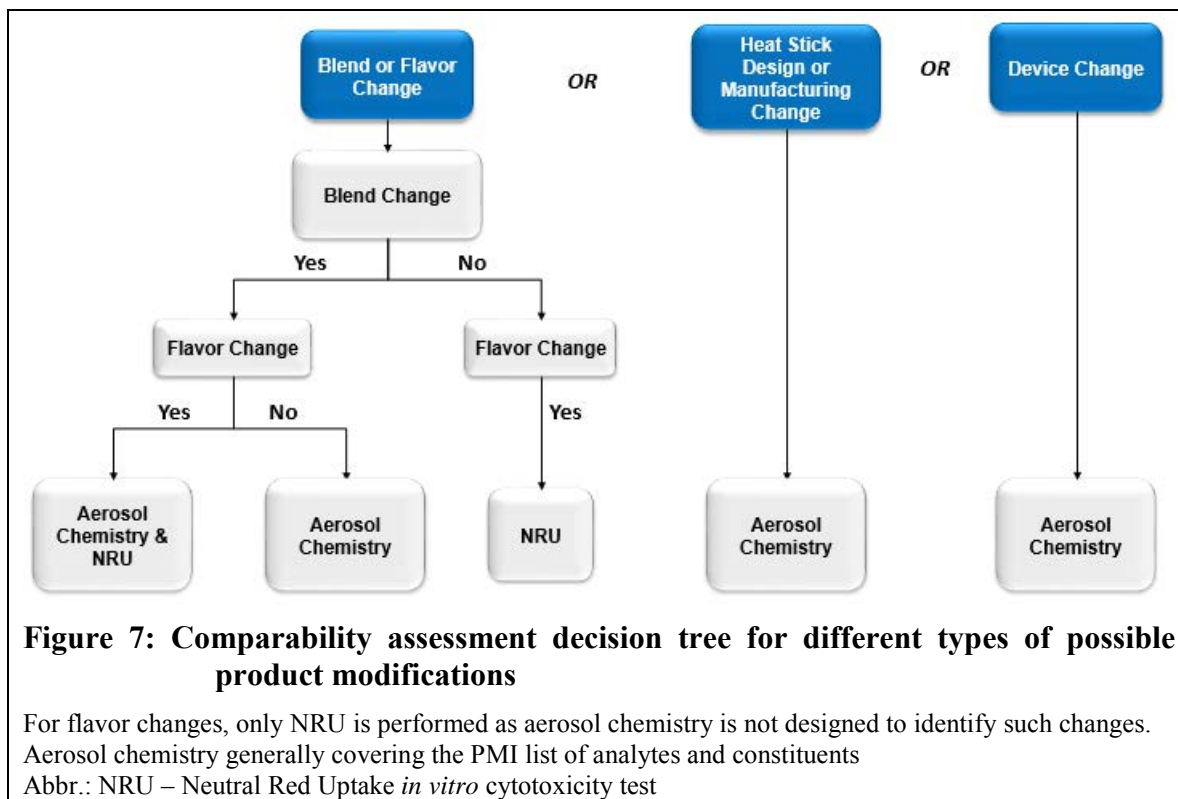 Blend or Flavor
Change
OR
Heat Stick
Design or
Manufacturing
Change
OR
Device Change
Blend Change
Yes
No
Flavor Change
Flavor Change
Yes
No
Yes
Aerosol
Chemistry &
NRU
Aerosol
Chemistry
NRU
Aerosol
Chemistry
Aerosol
Chemistry
Figure 7: Comparability assessment decision tree for different types of possible
product modifications
For flavor changes, only NRU is performed as aerosol chemistry is not designed to identify such changes.
Aerosol chemistry generally covering the PMI list of analytes and constituents
Abbr.: NRU – Neutral Red Uptake in vitro cytotoxicity test